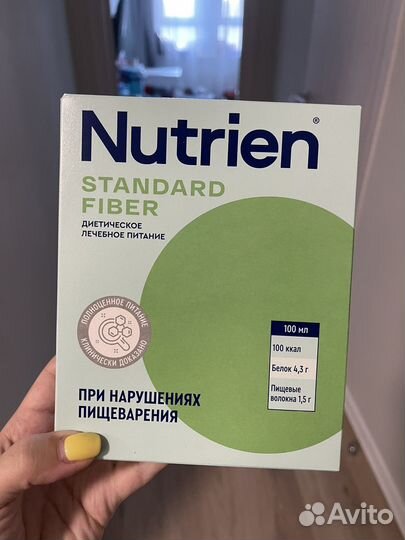 Nutrien®
STANDARD
FIBER
ДИЕТИЧЕСКОЕ
ЛЕЧЕБНОЕ ПИТАНИЕ
ПОЛНОЦЕННОЕ ПИТАНИЕ
КЛИНИЧЕСКИ ДОКАЗАНО
100 мл
100 ккал
Белок 4,3 г
Пищевые
волокна 1,5 г
ПРИ НАРУШЕНИЯХ
ПИЩЕВАРЕНИЯ
Avito